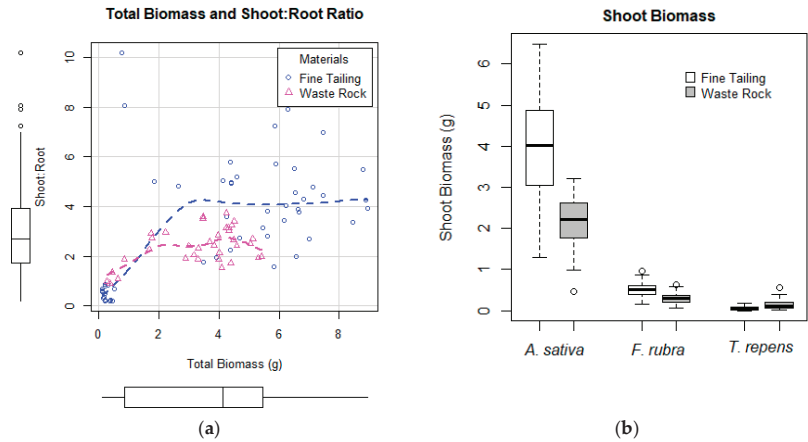 Total Biomass and Shoot:Root Ratio
Materials
Fine Tailing
Waste Rock
10
8
6
4
2
0
Shoot:Root
0 2 4 6 8
Total Biomass (g)
(a)
Shoot Biomass
Fine Tailing
Waste Rock
6
5
4
3
2
1
0
Shoot Biomass (g)
A. sativa F. rubra T. repens
(b)